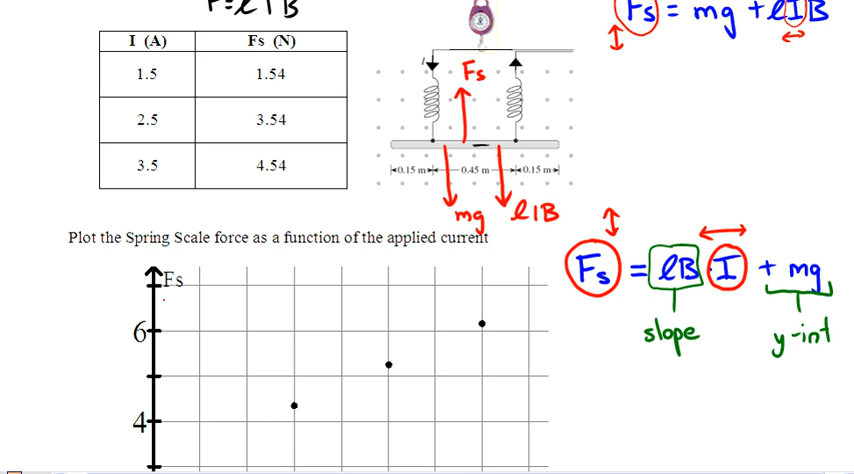 F=lIB
Fs = mg + lIB
I (A) Fs (N)
1.5 1.54
2.5 3.54
3.5 4.54
I
Fs
0.15 m 0.45 m 0.15 m
mg lIB
Plot the Spring Scale force as a function of the applied current
Fs = lB · I + mg
slope y-int
Fs
6
4